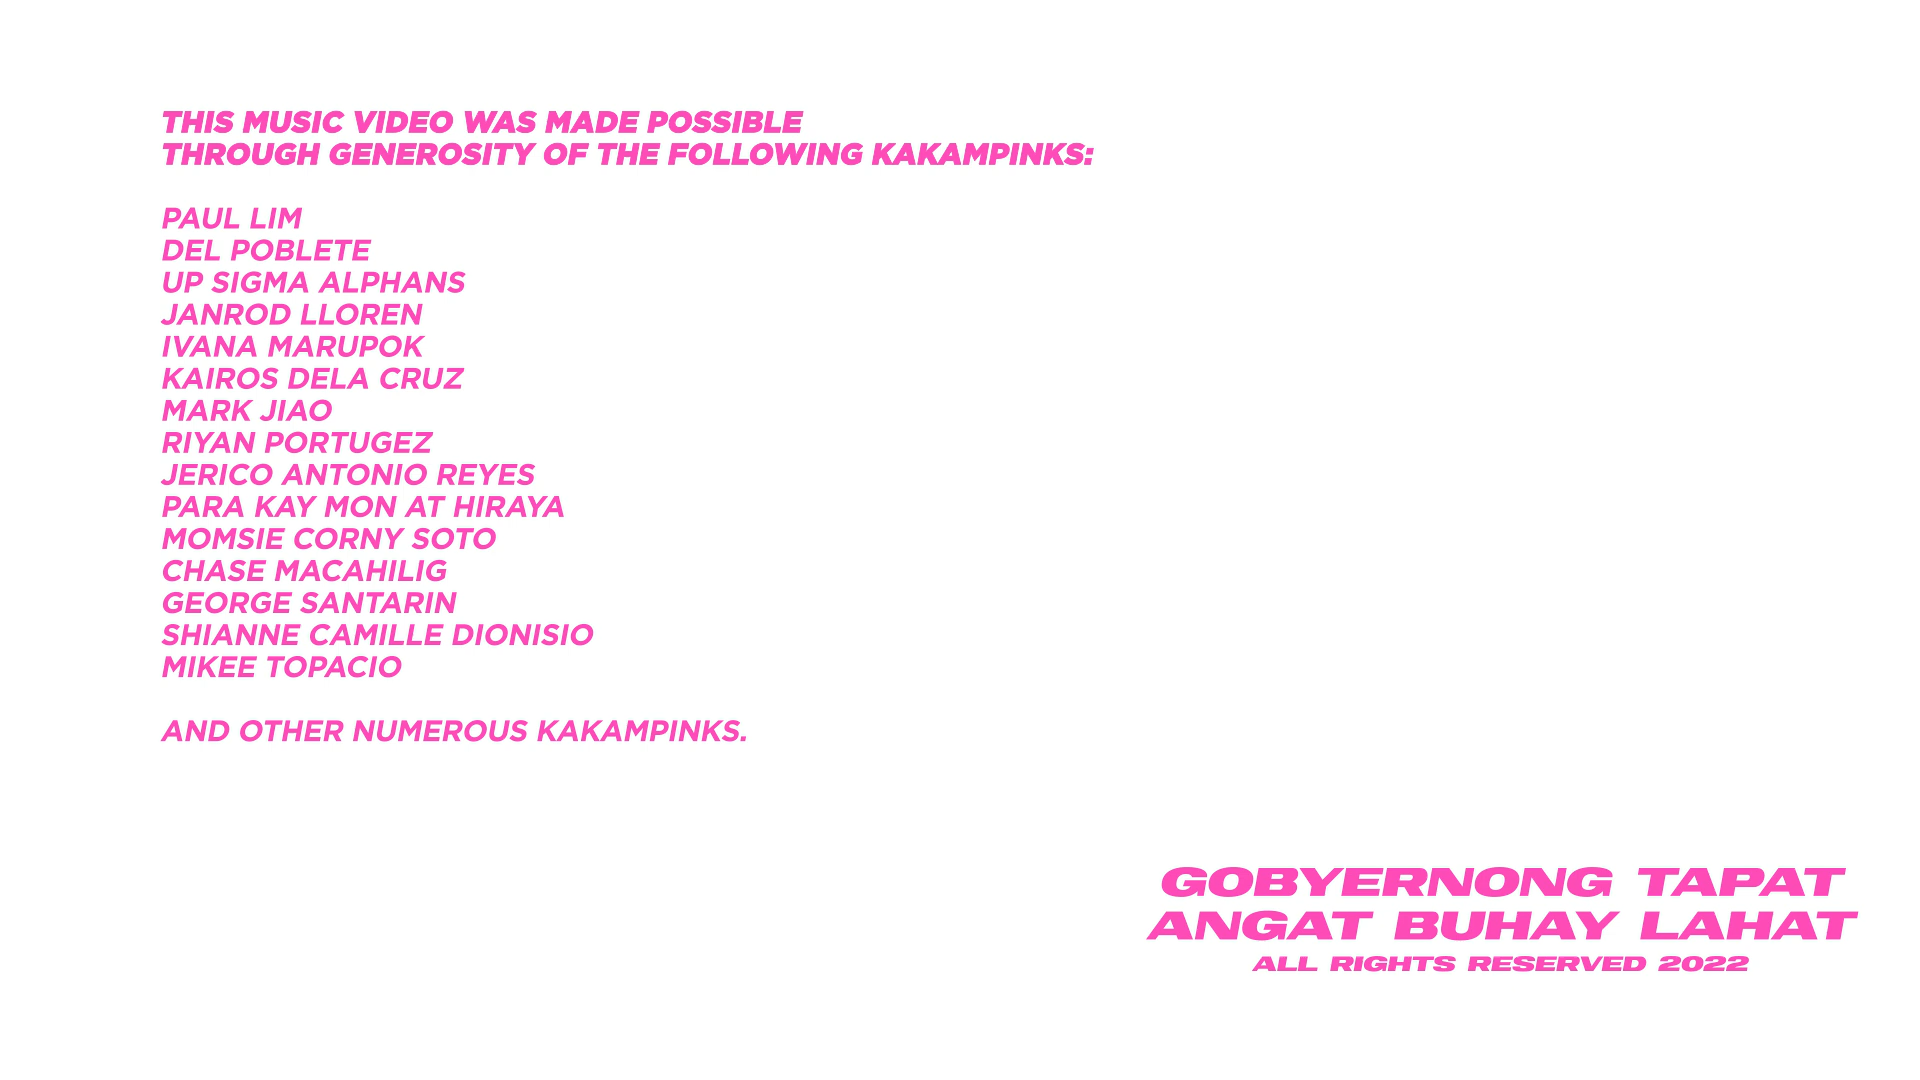 THIS MUSIC VIDEO WAS MADE POSSIBLE
THROUGH GENEROSITY OF THE FOLLOWING KAKAMPINKS:
PAUL LIM
DEL POBLETE
UP SIGMA ALPHANS
JANROD LLOREN
IVANA MARUPOK
KAIROS DELA CRUZ
MARK JIAO
RIYAN PORTUGEZ
JERICO ANTONIO REYES
PARA KAY MON AT HIRAYA
MOMSIE CORNY SOTO
CHASE MACAHILIG
GEORGE SANTARIN
SHIANNE CAMILLE DIONISIO
MIKEE TOPACIO
AND OTHER NUMEROUS KAKAMPINKS.
GOBYERNONG TAPAT
ANGAT BUHAY LAHAT
ALL RIGHTS RESERVED 2022